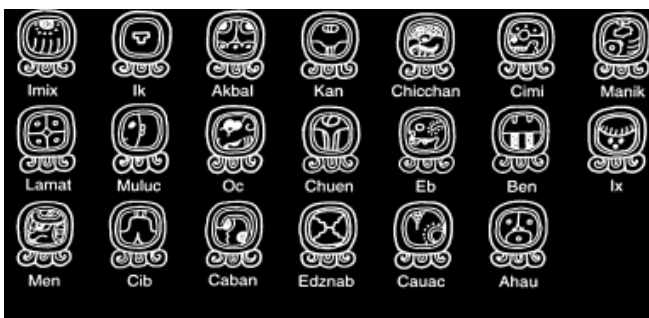 Imix Ik Akbal Kan Chicchan Cimi Manik
Lamat Muluc Oc Chuen Eb Ben Ix
Men Cib Caban Edznab Cauac Ahau